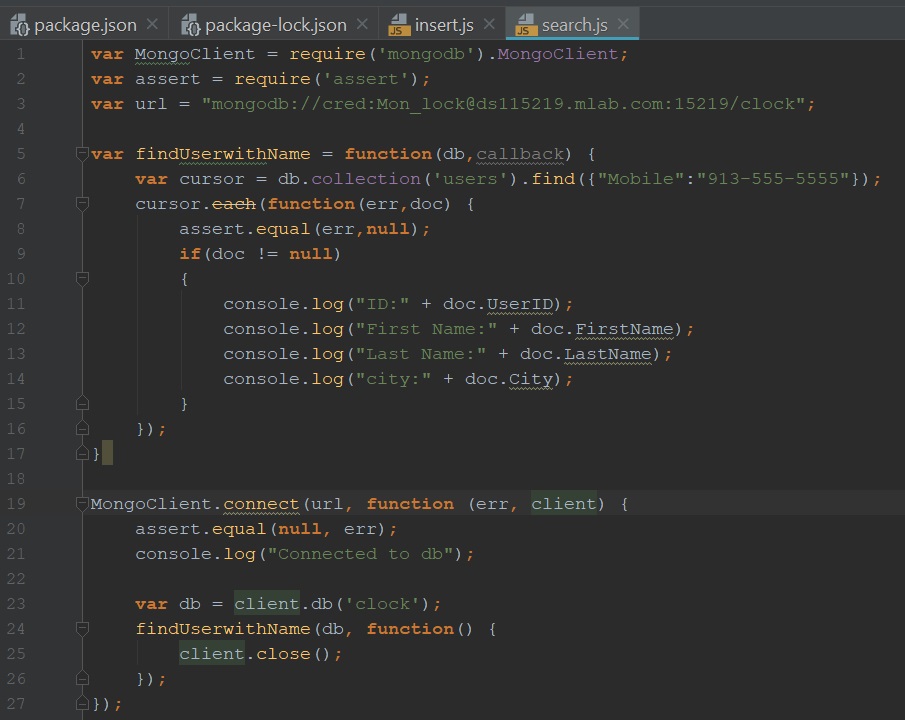 package.json package-lock.json insert.js search.js
1 var MongoClient = require('mongodb').MongoClient;
2 var assert = require('assert');
3 var url = "mongodb://cred:Mon_lock@ds115219.mlab.com:15219/clock";
4
5 var findUserwithName = function(db,callback) {
6 var cursor = db.collection('users').find({"Mobile":"913-555-5555"});
7 cursor.each(function(err,doc) {
8 assert.equal(err,null);
9 if(doc != null)
10 {
11 console.log("ID:" + doc.UserID);
12 console.log("First Name:" + doc.FirstName);
13 console.log("Last Name:" + doc.LastName);
14 console.log("city:" + doc.City);
15 }
16 });
17 }
18
19 MongoClient.connect(url, function (err, client) {
20 assert.equal(null, err);
21 console.log("Connected to db");
22
23 var db = client.db('clock');
24 findUserwithName(db, function() {
25 client.close();
26 });
27 });